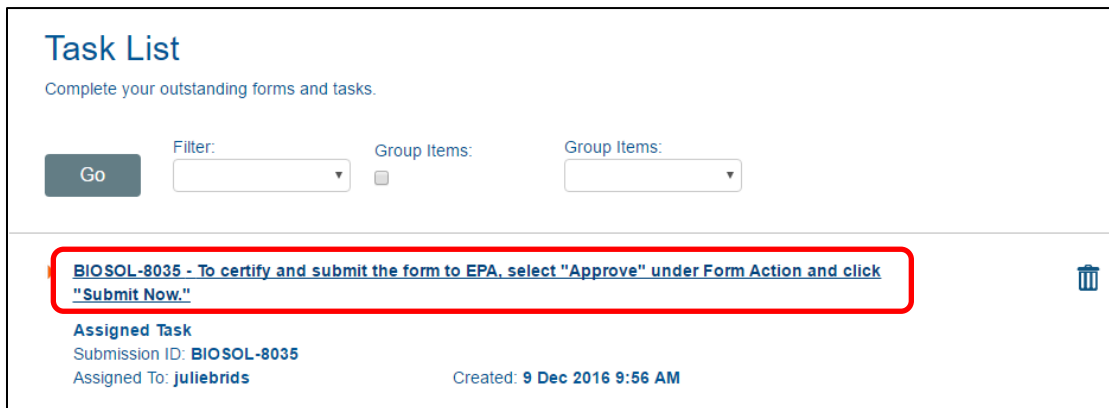 Task List
Complete your outstanding forms and tasks.
Filter:
Group Items:
Group Items:
Go
BIOSOL-8035 - To certify and submit the form to EPA, select "Approve" under Form Action and click
"Submit Now."
Assigned Task
Submission ID: BIOSOL-8035
Assigned To: juliebrids Created: 9 Dec 2016 9:56 AM